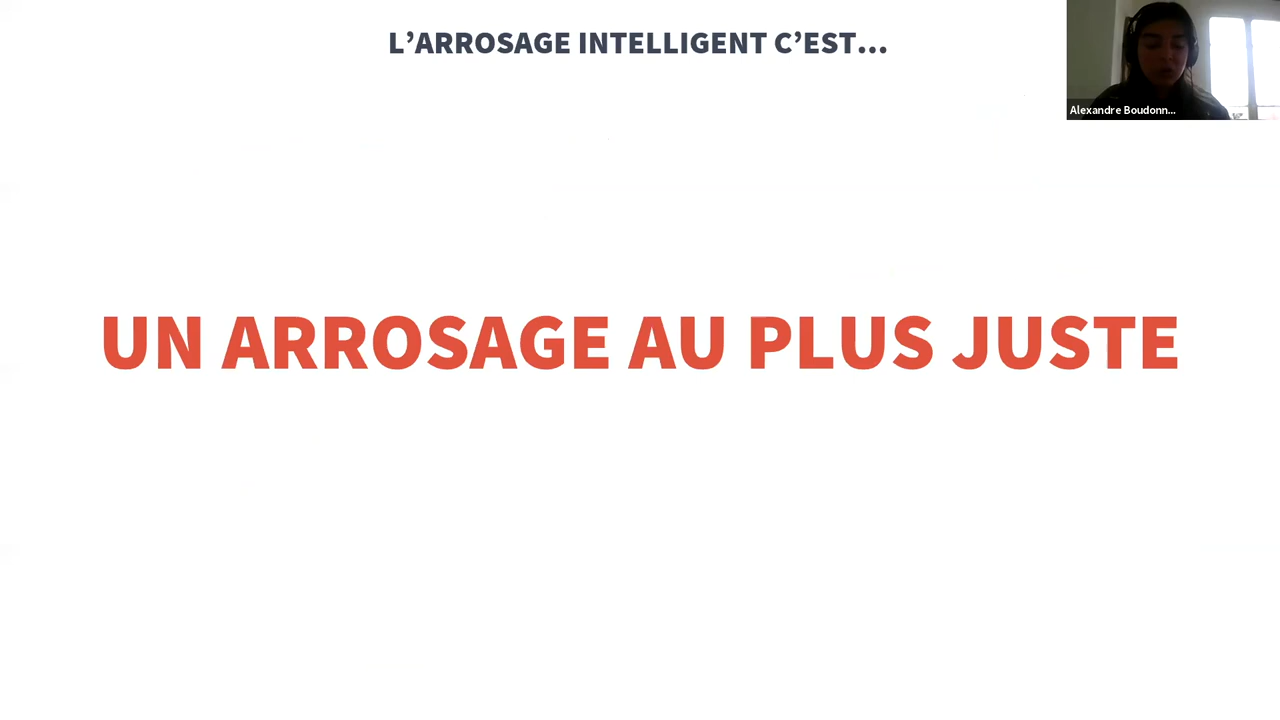 L’ARROSAGE INTELLIGENT C’EST...
Alexandre Boudonn...
UN ARROSAGE AU PLUS JUSTE